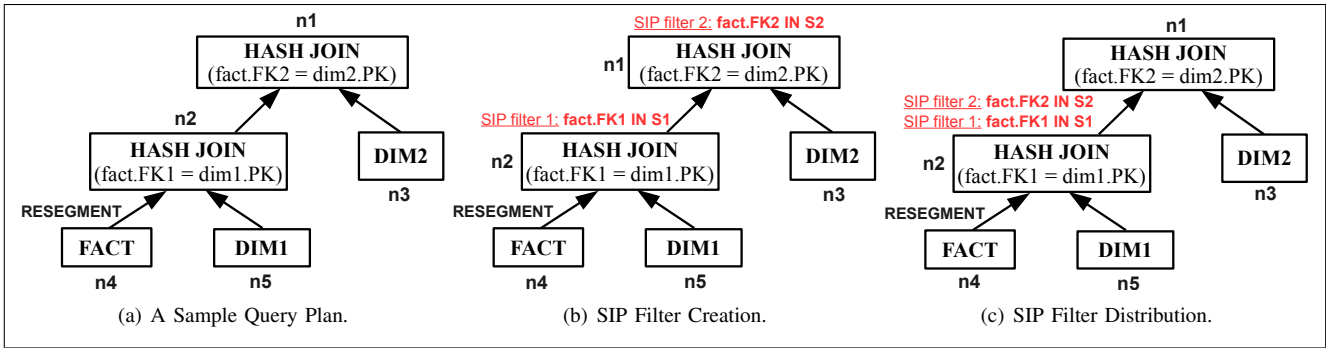 n1
HASH JOIN
(fact.FK2 = dim2.PK)
n2
HASH JOIN
(fact.FK1 = dim1.PK)
DIM2
n3
RESEGMENT
FACT
DIM1
n4
n5
(a) A Sample Query Plan.
SIP filter 2: fact.FK2 IN S2
n1
HASH JOIN
(fact.FK2 = dim2.PK)
SIP filter 1: fact.FK1 IN S1
n2
HASH JOIN
(fact.FK1 = dim1.PK)
DIM2
n3
RESEGMENT
FACT
DIM1
n4
n5
(b) SIP Filter Creation.
n1
HASH JOIN
(fact.FK2 = dim2.PK)
SIP filter 2: fact.FK2 IN S2
SIP filter 1: fact.FK1 IN S1
n2
HASH JOIN
(fact.FK1 = dim1.PK)
DIM2
n3
RESEGMENT
FACT
DIM1
n4
n5
(c) SIP Filter Distribution.